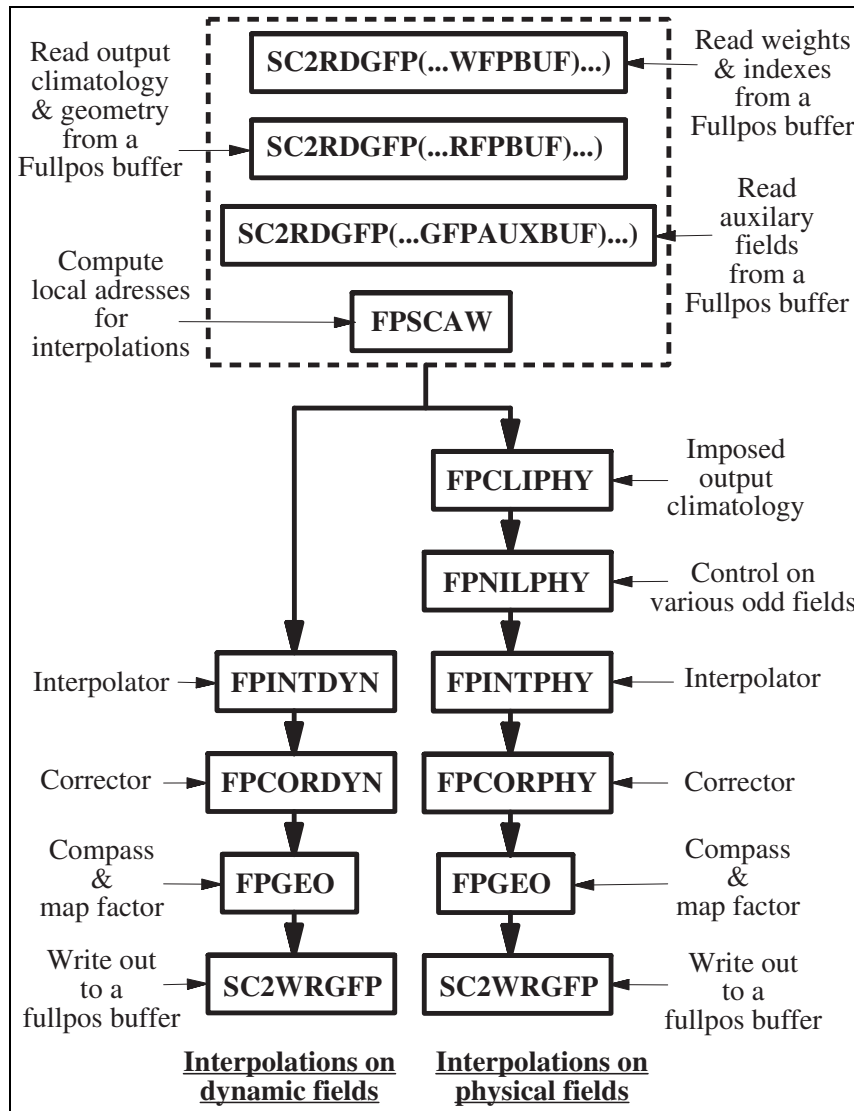 Read output
climatology
& geometry
from a
Fullpos buffer
SC2RDGFP(...WFPBUF)...)
Read weights
& indexes
from a
Fullpos buffer
SC2RDGFP(...RFPBUF)...)
SC2RDGFP(...GFPAUXBUF)...)
Read
auxilary
fields
from a
Fullpos buffer
Compute
local adresses
for
interpolations
FPSCAW
FPCLIPHY
Imposed
output
climatology
FPNILPHY
Control on
various odd fields
Interpolator
FPINTDYN
FPINTPHY
Interpolator
Corrector
FPCORDYN
FPCORPHY
Corrector
Compass
&
map factor
FPGEO
FPGEO
Compass
&
map factor
Write out
to a
fullpos buffer
SC2WRGFP
SC2WRGFP
Write out
to a
fullpos buffer
Interpolations on
dynamic fields
Interpolations on
physical fields